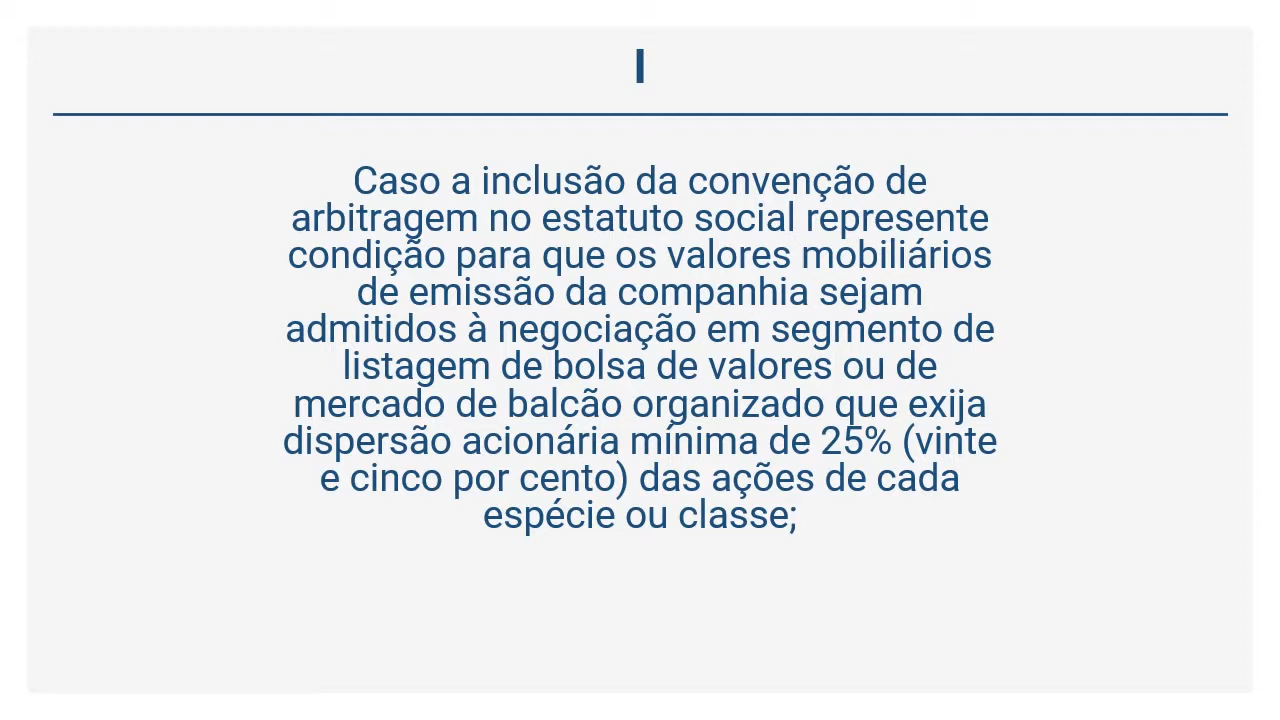 I
Caso a inclusão da convenção de
arbitragem no estatuto social represente
condição para que os valores mobiliários
de emissão da companhia sejam
admitidos à negociação em segmento de
listagem de bolsa de valores ou de
mercado de balcão organizado que exija
dispersão acionária mínima de 25% (vinte
e cinco por cento) das ações de cada
espécie ou classe;